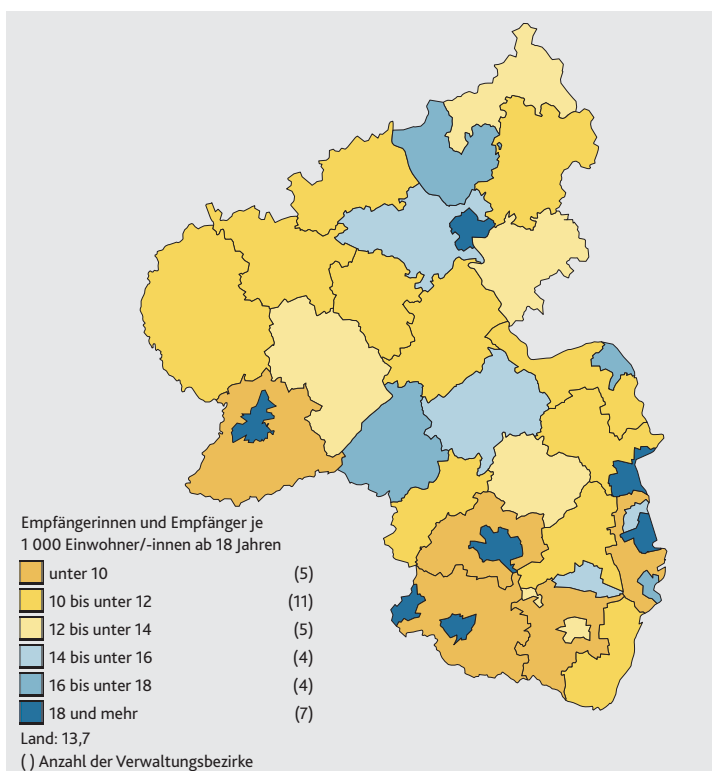 Empfängerinnen und Empfänger je
1 000 Einwohner/-innen ab 18 Jahren
unter 10 (5)
10 bis unter 12 (11)
12 bis unter 14 (5)
14 bis unter 16 (4)
16 bis unter 18 (4)
18 und mehr (7)
Land: 13,7
( ) Anzahl der Verwaltungsbezirke